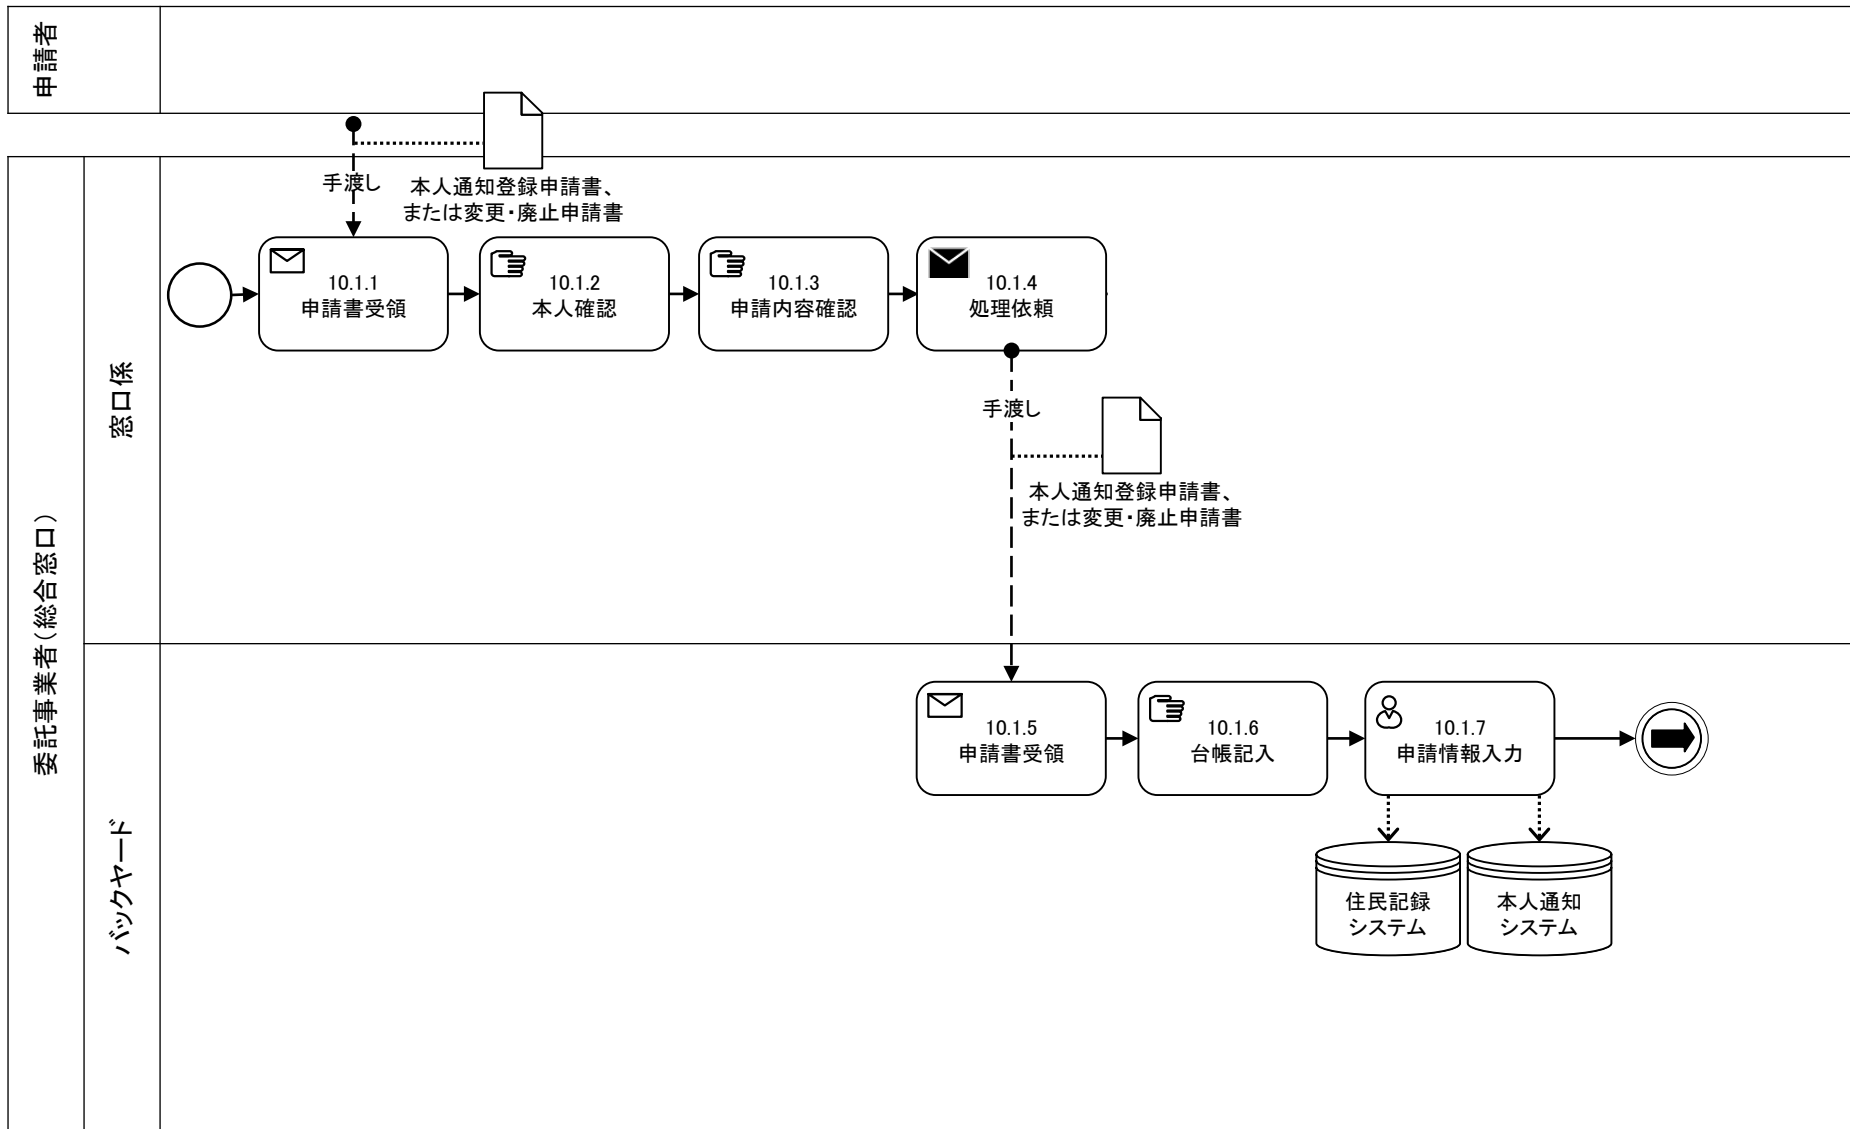 申請者
手渡し
本人通知登録申請書、
または変更・廃止申請書
10.1.1
申請書受領
10.1.2
本人確認
10.1.3
申請内容確認
10.1.4
処理依頼
窓口係
手渡し
本人通知登録申請書、
または変更・廃止申請書
委託事業者(総合窓口)
バックヤード
10.1.5
申請書受領
10.1.6
台帳記入
10.1.7
申請情報入力
住民記録
システム
本人通知
システム